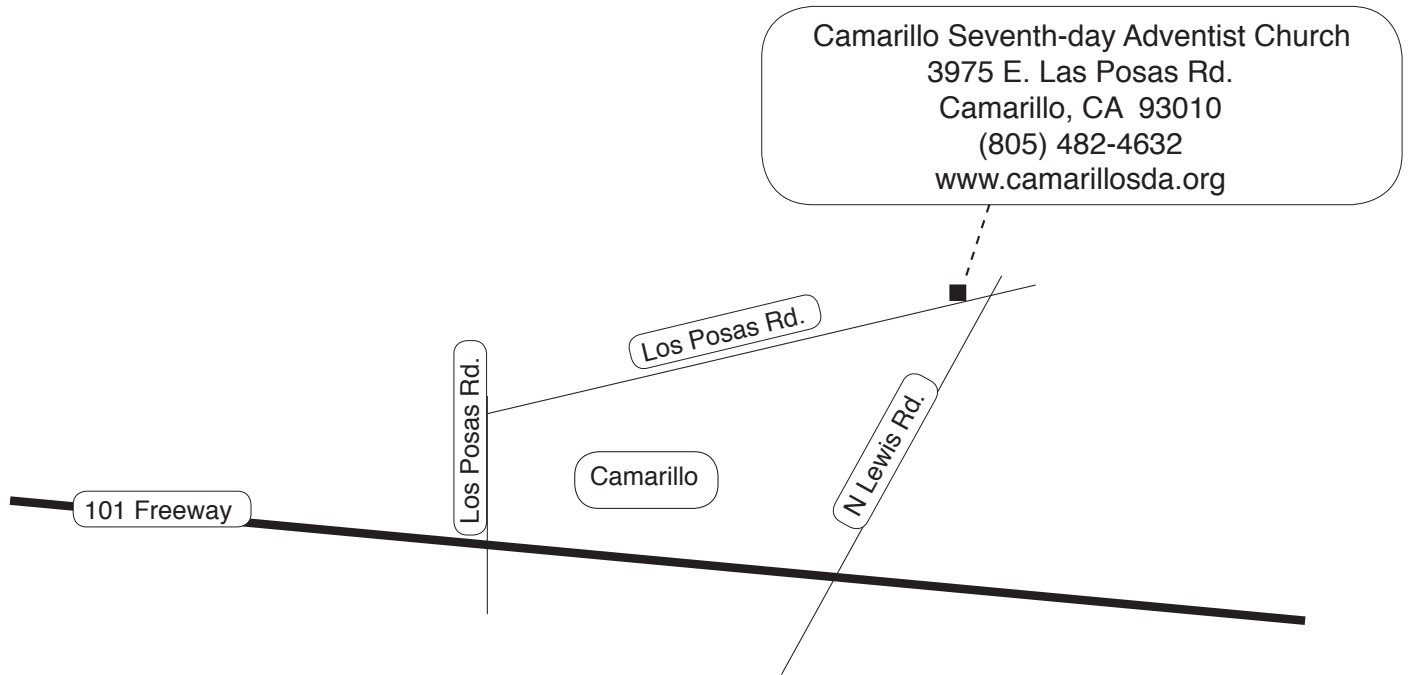 Camarillo Seventh-day Adventist Church
3975 E. Las Posas Rd.
Camarillo, CA 93010
(805) 482-4632
www.camarillosda.org
Los Posas Rd.
Los Posas Rd.
N Lewis Rd.
Camarillo
101 Freeway